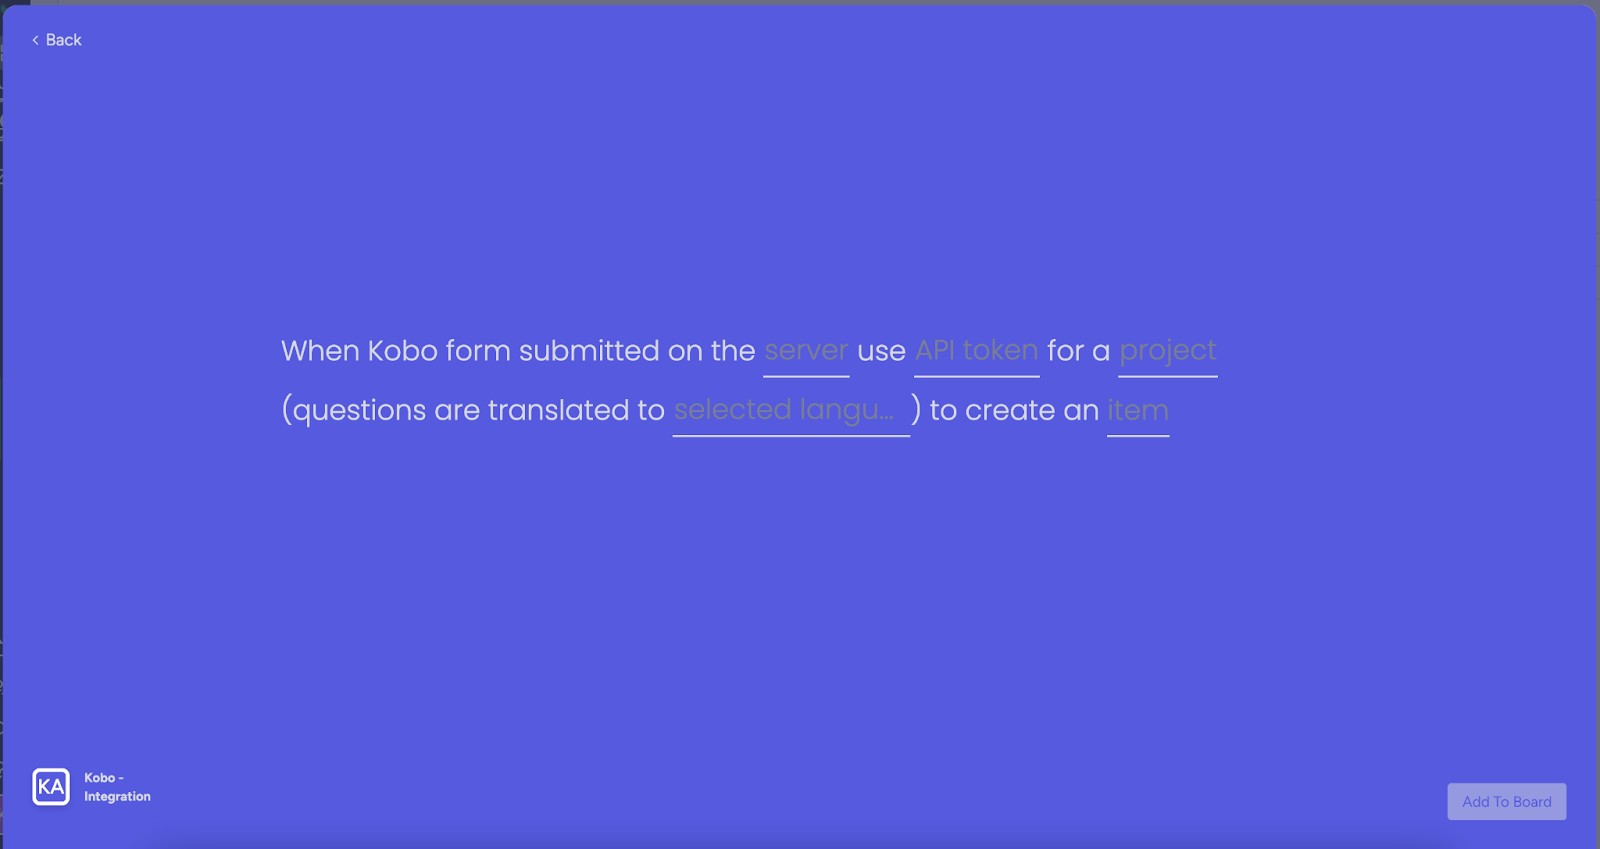 Back
When Kobo form submitted on the server use API token for a project
(questions are translated to selected langu... ) to create an item
KA
Kobo -
Integration
Add To Board